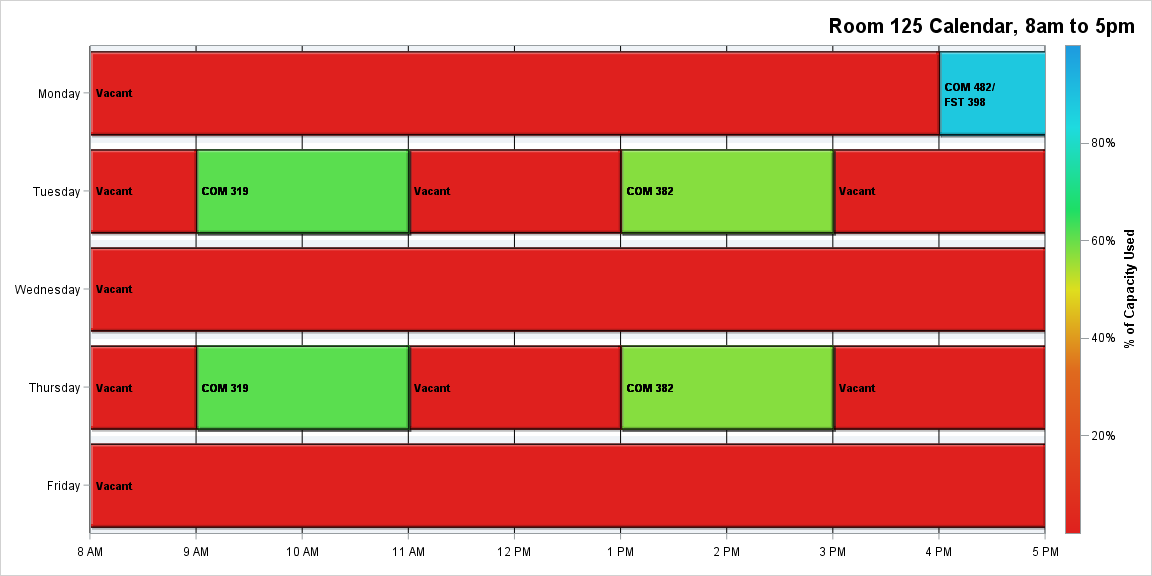 Room 125 Calendar, 8am to 5pm
Monday
Vacant
COM 482/
FST 398
Tuesday
Vacant
COM 319
Vacant
COM 382
Vacant
Wednesday
Vacant
Thursday
Vacant
COM 319
Vacant
COM 382
Vacant
Friday
Vacant
8 AM
9 AM
10 AM
11 AM
12 PM
1 PM
2 PM
3 PM
4 PM
5 PM
80%
60%
40%
20%
% of Capacity Used